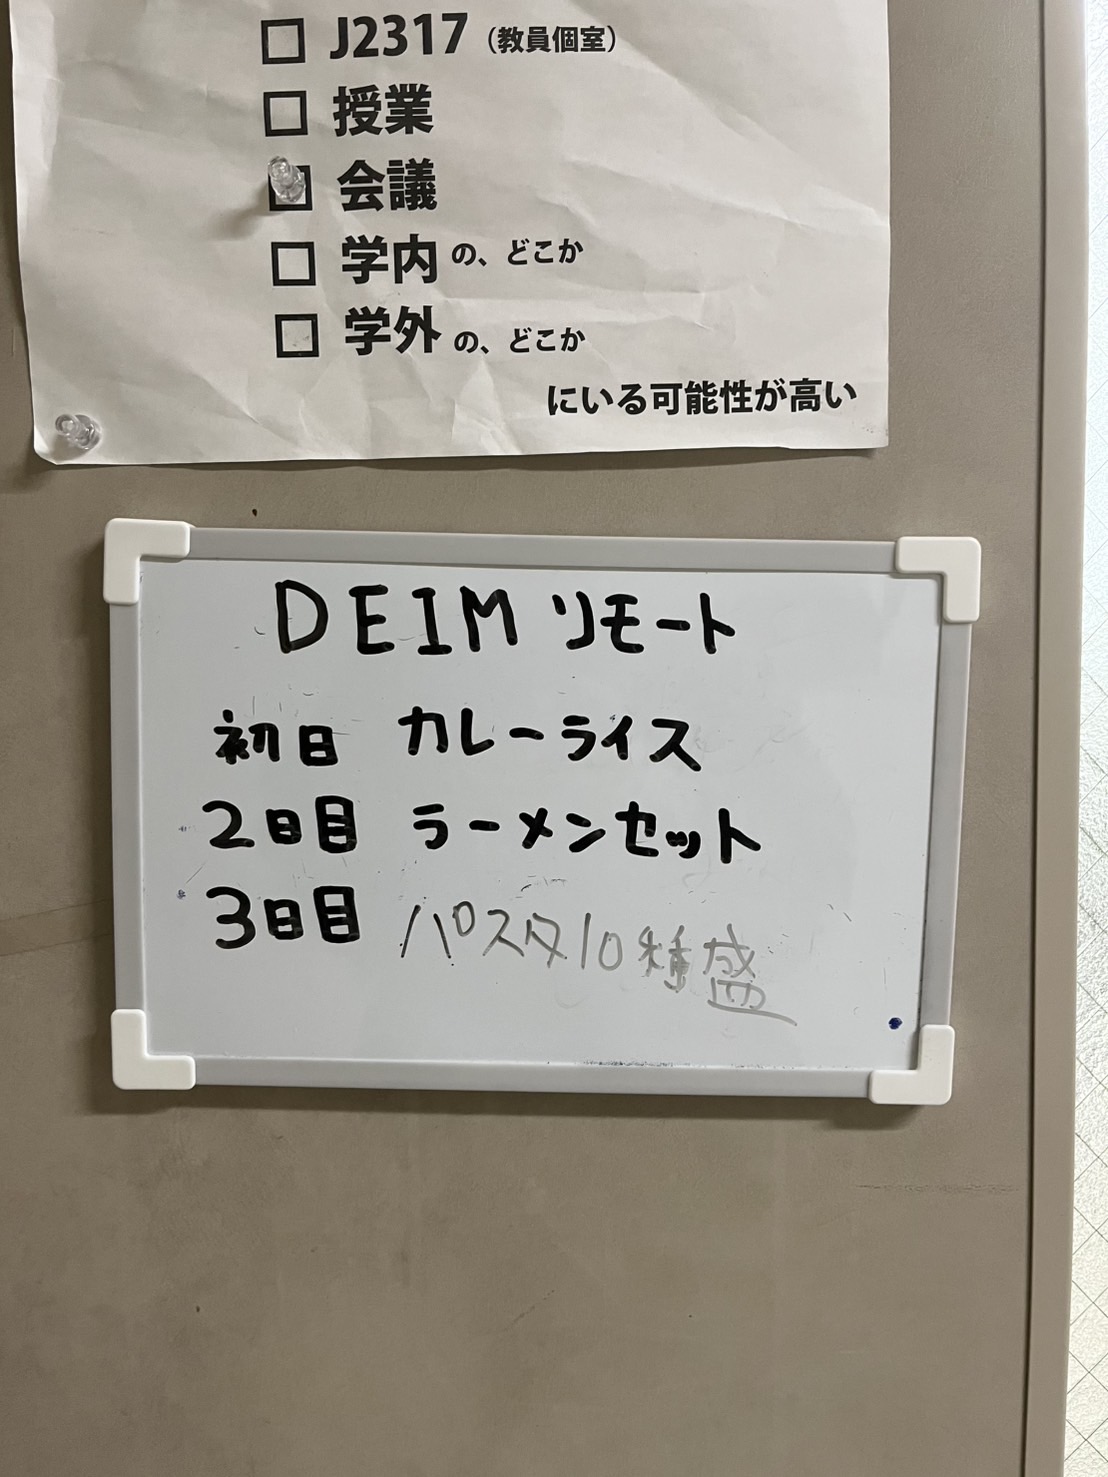 □ J2317 (教員個室)
□ 授業
□ 会議
□ 学内 の、どこか
□ 学外 の、どこか
にいる可能性が高い
DEIM リモート
初日 カレーライス
2日目 ラーメンセット
3日目 パスタ10種盛